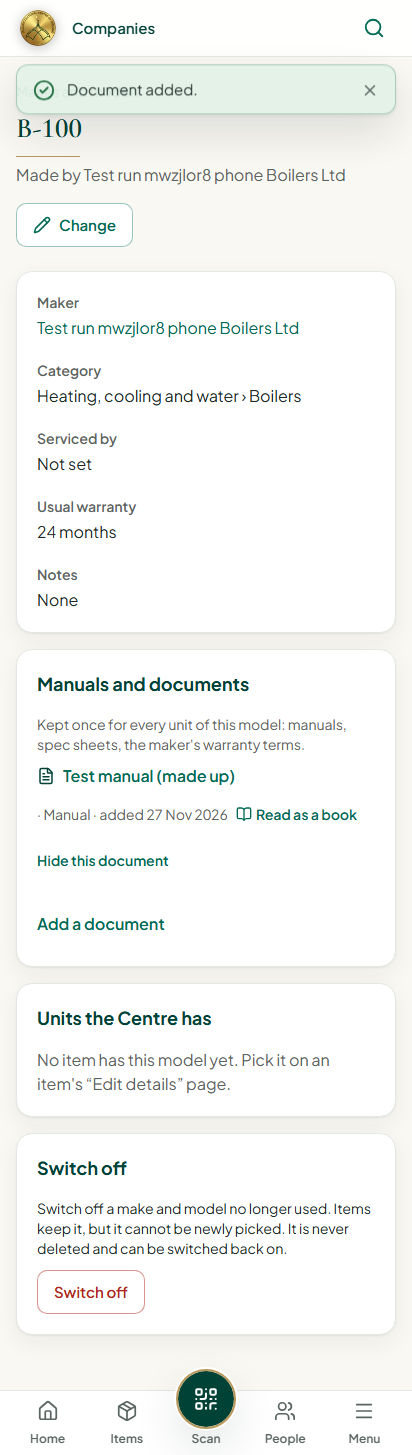 Companies
Document added.
B-100
Made by Test run mwzjlor8 phone Boilers Ltd
Change
Maker
Test run mwzjlor8 phone Boilers Ltd
Category
Heating, cooling and water › Boilers
Serviced by
Not set
Usual warranty
24 months
Notes
None
Manuals and documents
Kept once for every unit of this model: manuals,
spec sheets, the maker's warranty terms.
Test manual (made up)
· Manual · added 27 Nov 2026 Read as a book
Hide this document
Add a document
Units the Centre has
No item has this model yet. Pick it on an
item's “Edit details” page.
Switch off
Switch off a make and model no longer used. Items
keep it, but it cannot be newly picked. It is never
deleted and can be switched back on.
Switch off
Home
Items
Scan
People
Menu